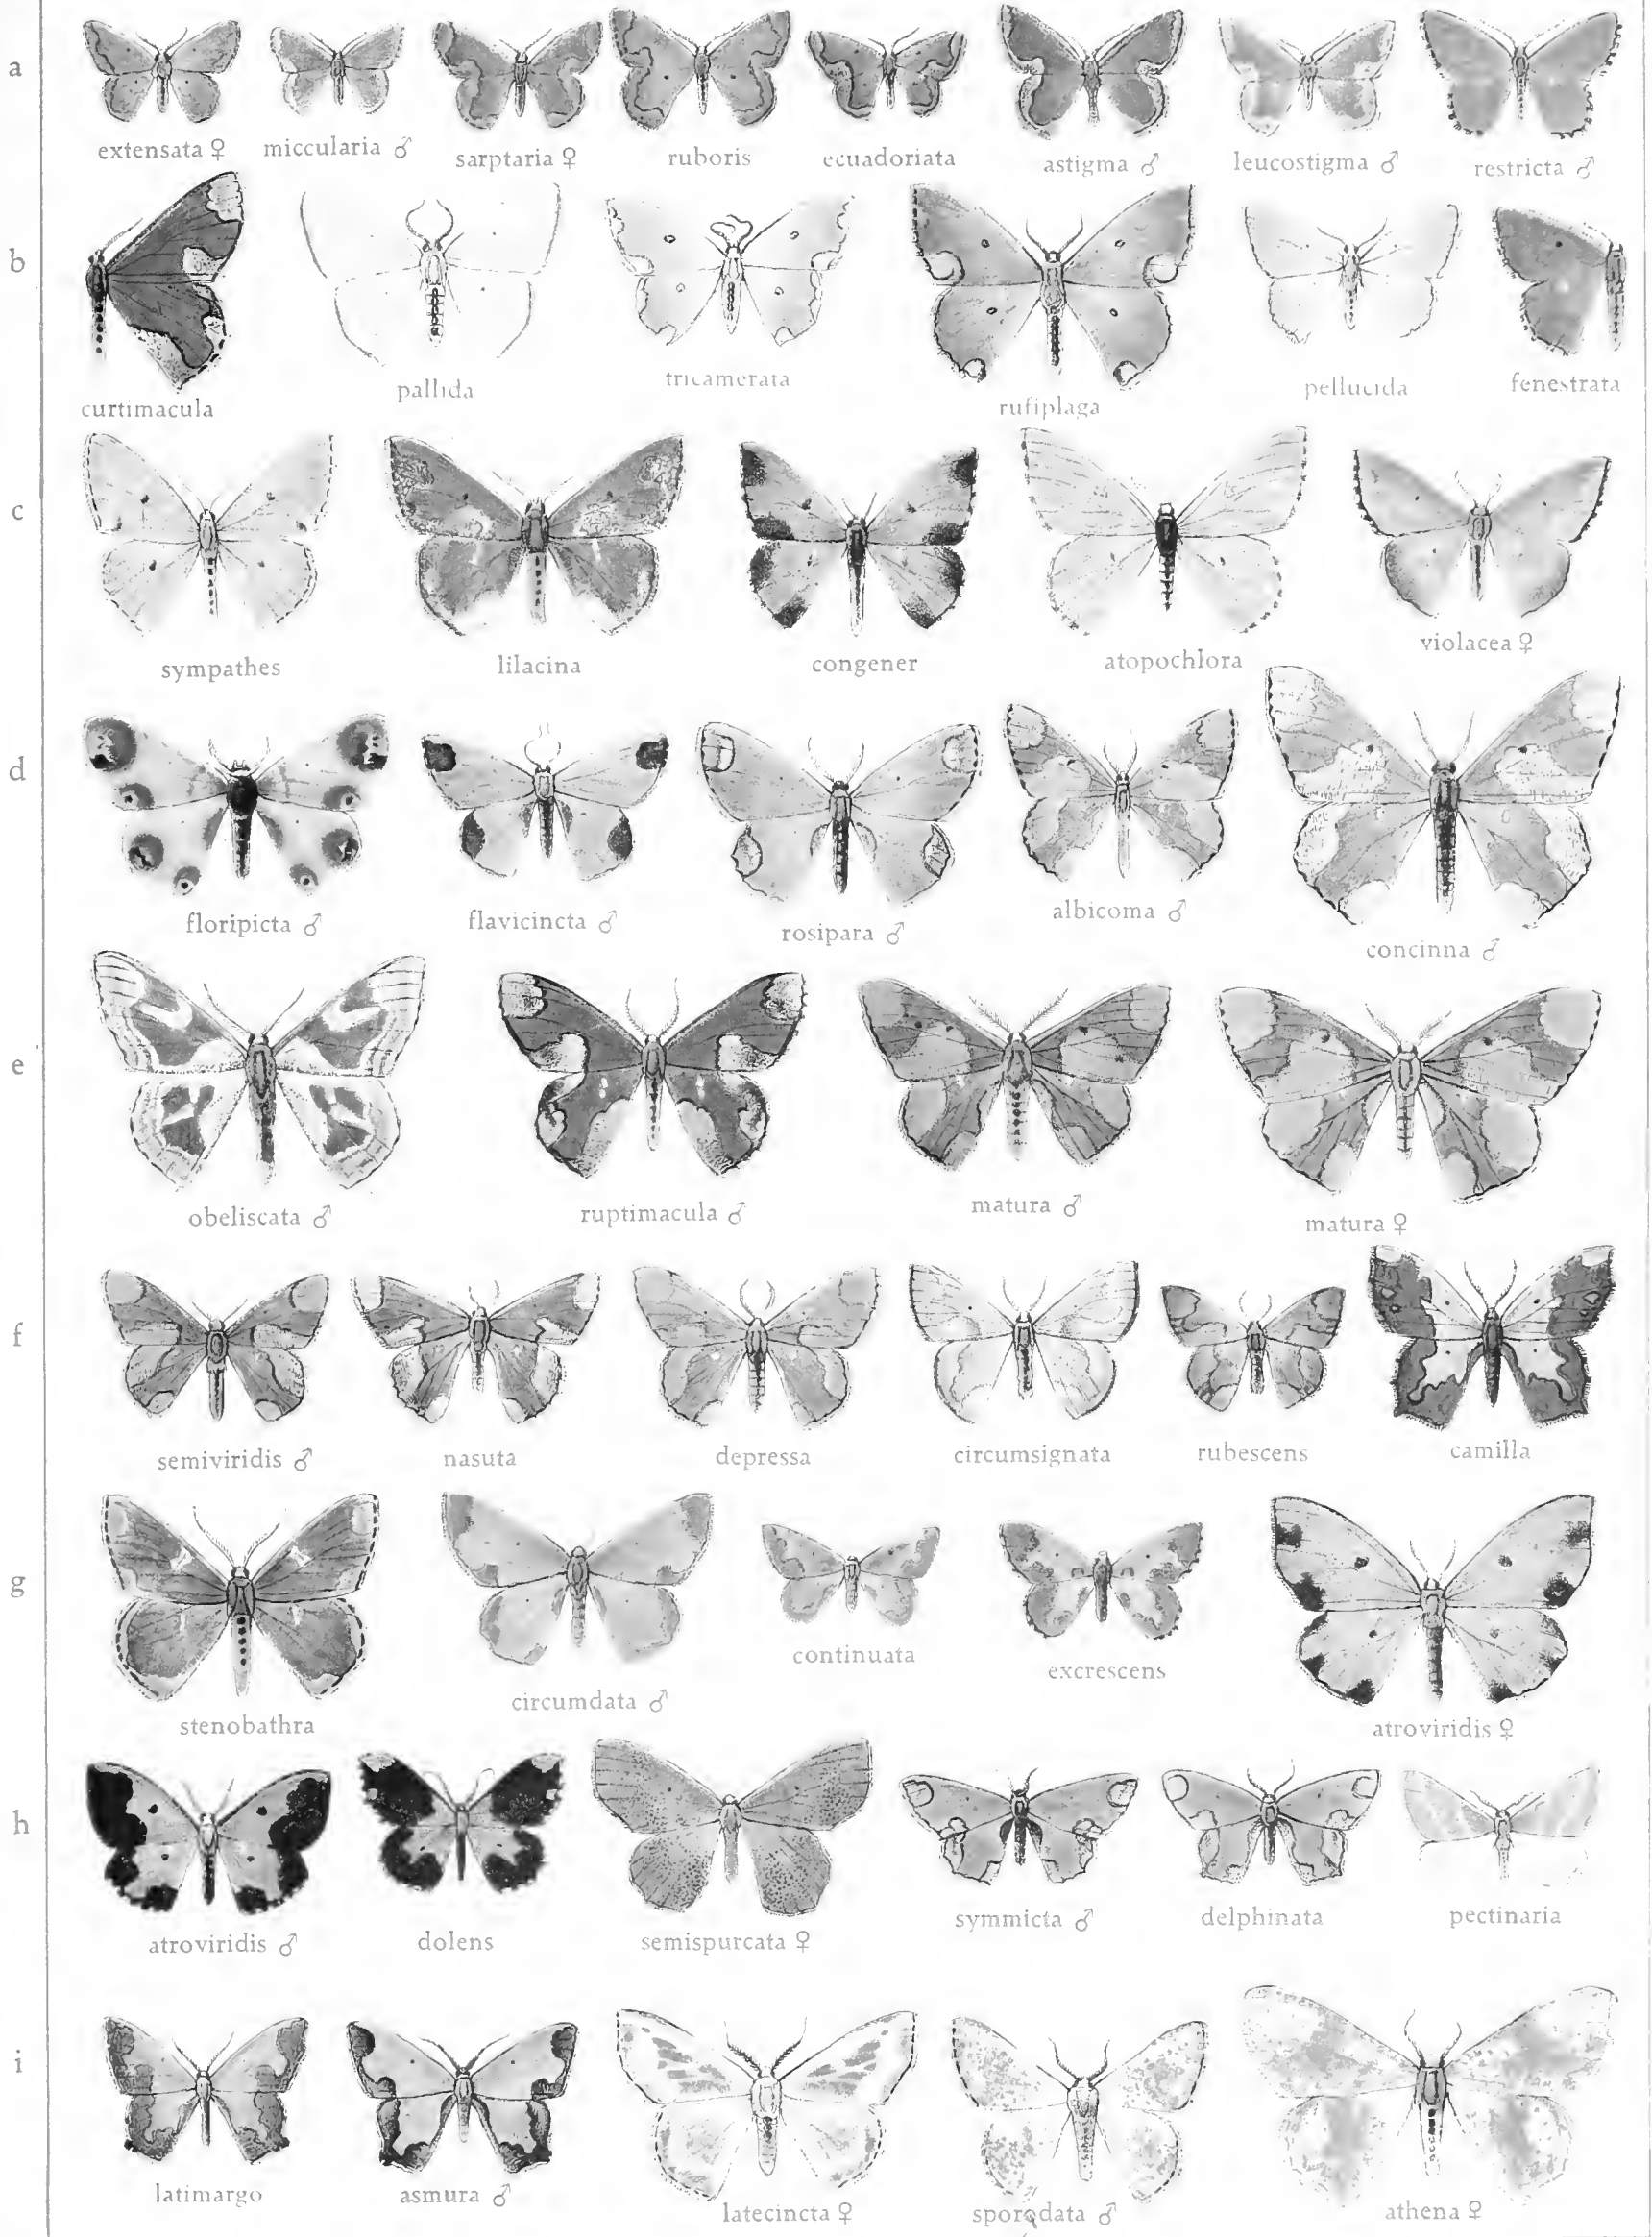 a
extensata ♀ miccularia ♂ sarptaria ♀ ruboris ecuadoriata astigma ♂ leucostigma ♂ restricta ♂
b
curtimacula pallida tricamerata rufiplaga pellucida fenestrata
c
sympathes lilacina congener atopochlora violacea ♀
d
floripicta ♂ flavicincta ♂ rosipara ♂ albicoma ♂ concinna ♂
e
obeliscata ♂ ruptimacula ♂ matura ♂ matura ♀
f
semiviridis ♂ nasuta depressa circumsignata rubescens camilla
g
stenobathra circumdata ♂ continuata excrescens atroviridis ♀
h
atroviridis ♂ dolens semispurcata ♀ symmicta ♂ delphinata pectinaria
i
latimargo asmura ♂ latecincta ♀ sporodata ♂ athena ♀